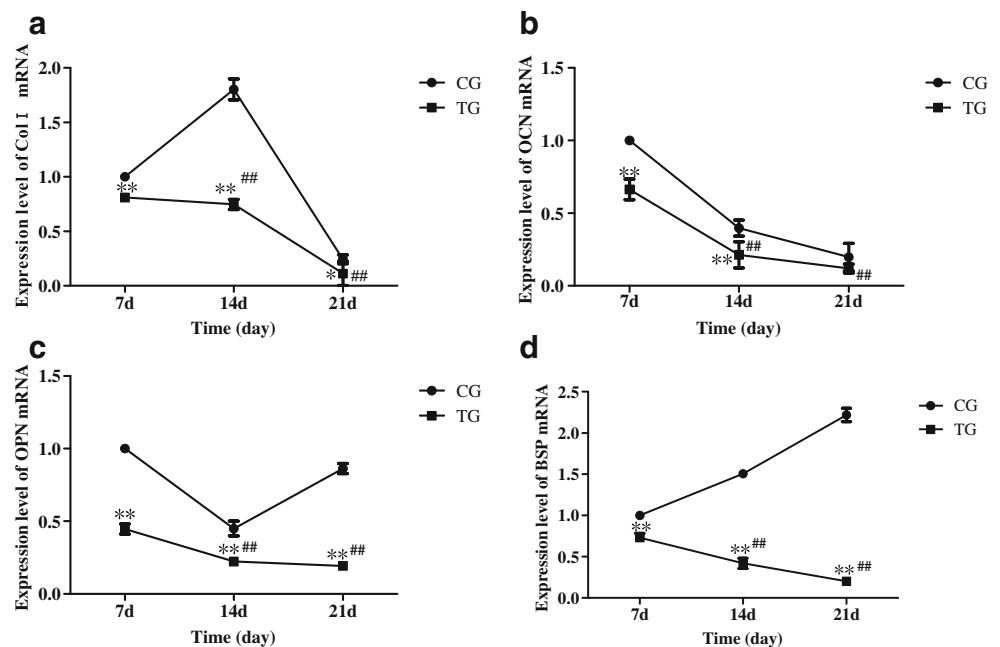 a
Expression level of Col I mRNA
2.0
1.5
1.0
0.5
0.0
**
** ##
* ##
7d 14d 21d
Time (day)
CG
TG
b
Expression level of OCN mRNA
1.5
1.0
0.5
0.0
**
** ##
##
7d 14d 21d
Time (day)
CG
TG
c
Expression level of OPN mRNA
1.5
1.0
0.5
0.0
**
** ##
** ##
7d 14d 21d
Time (day)
CG
TG
d
Expression level of BSP mRNA
2.5
2.0
1.5
1.0
0.5
0.0
**
** ##
** ##
7d 14d 21d
Time (day)
CG
TG